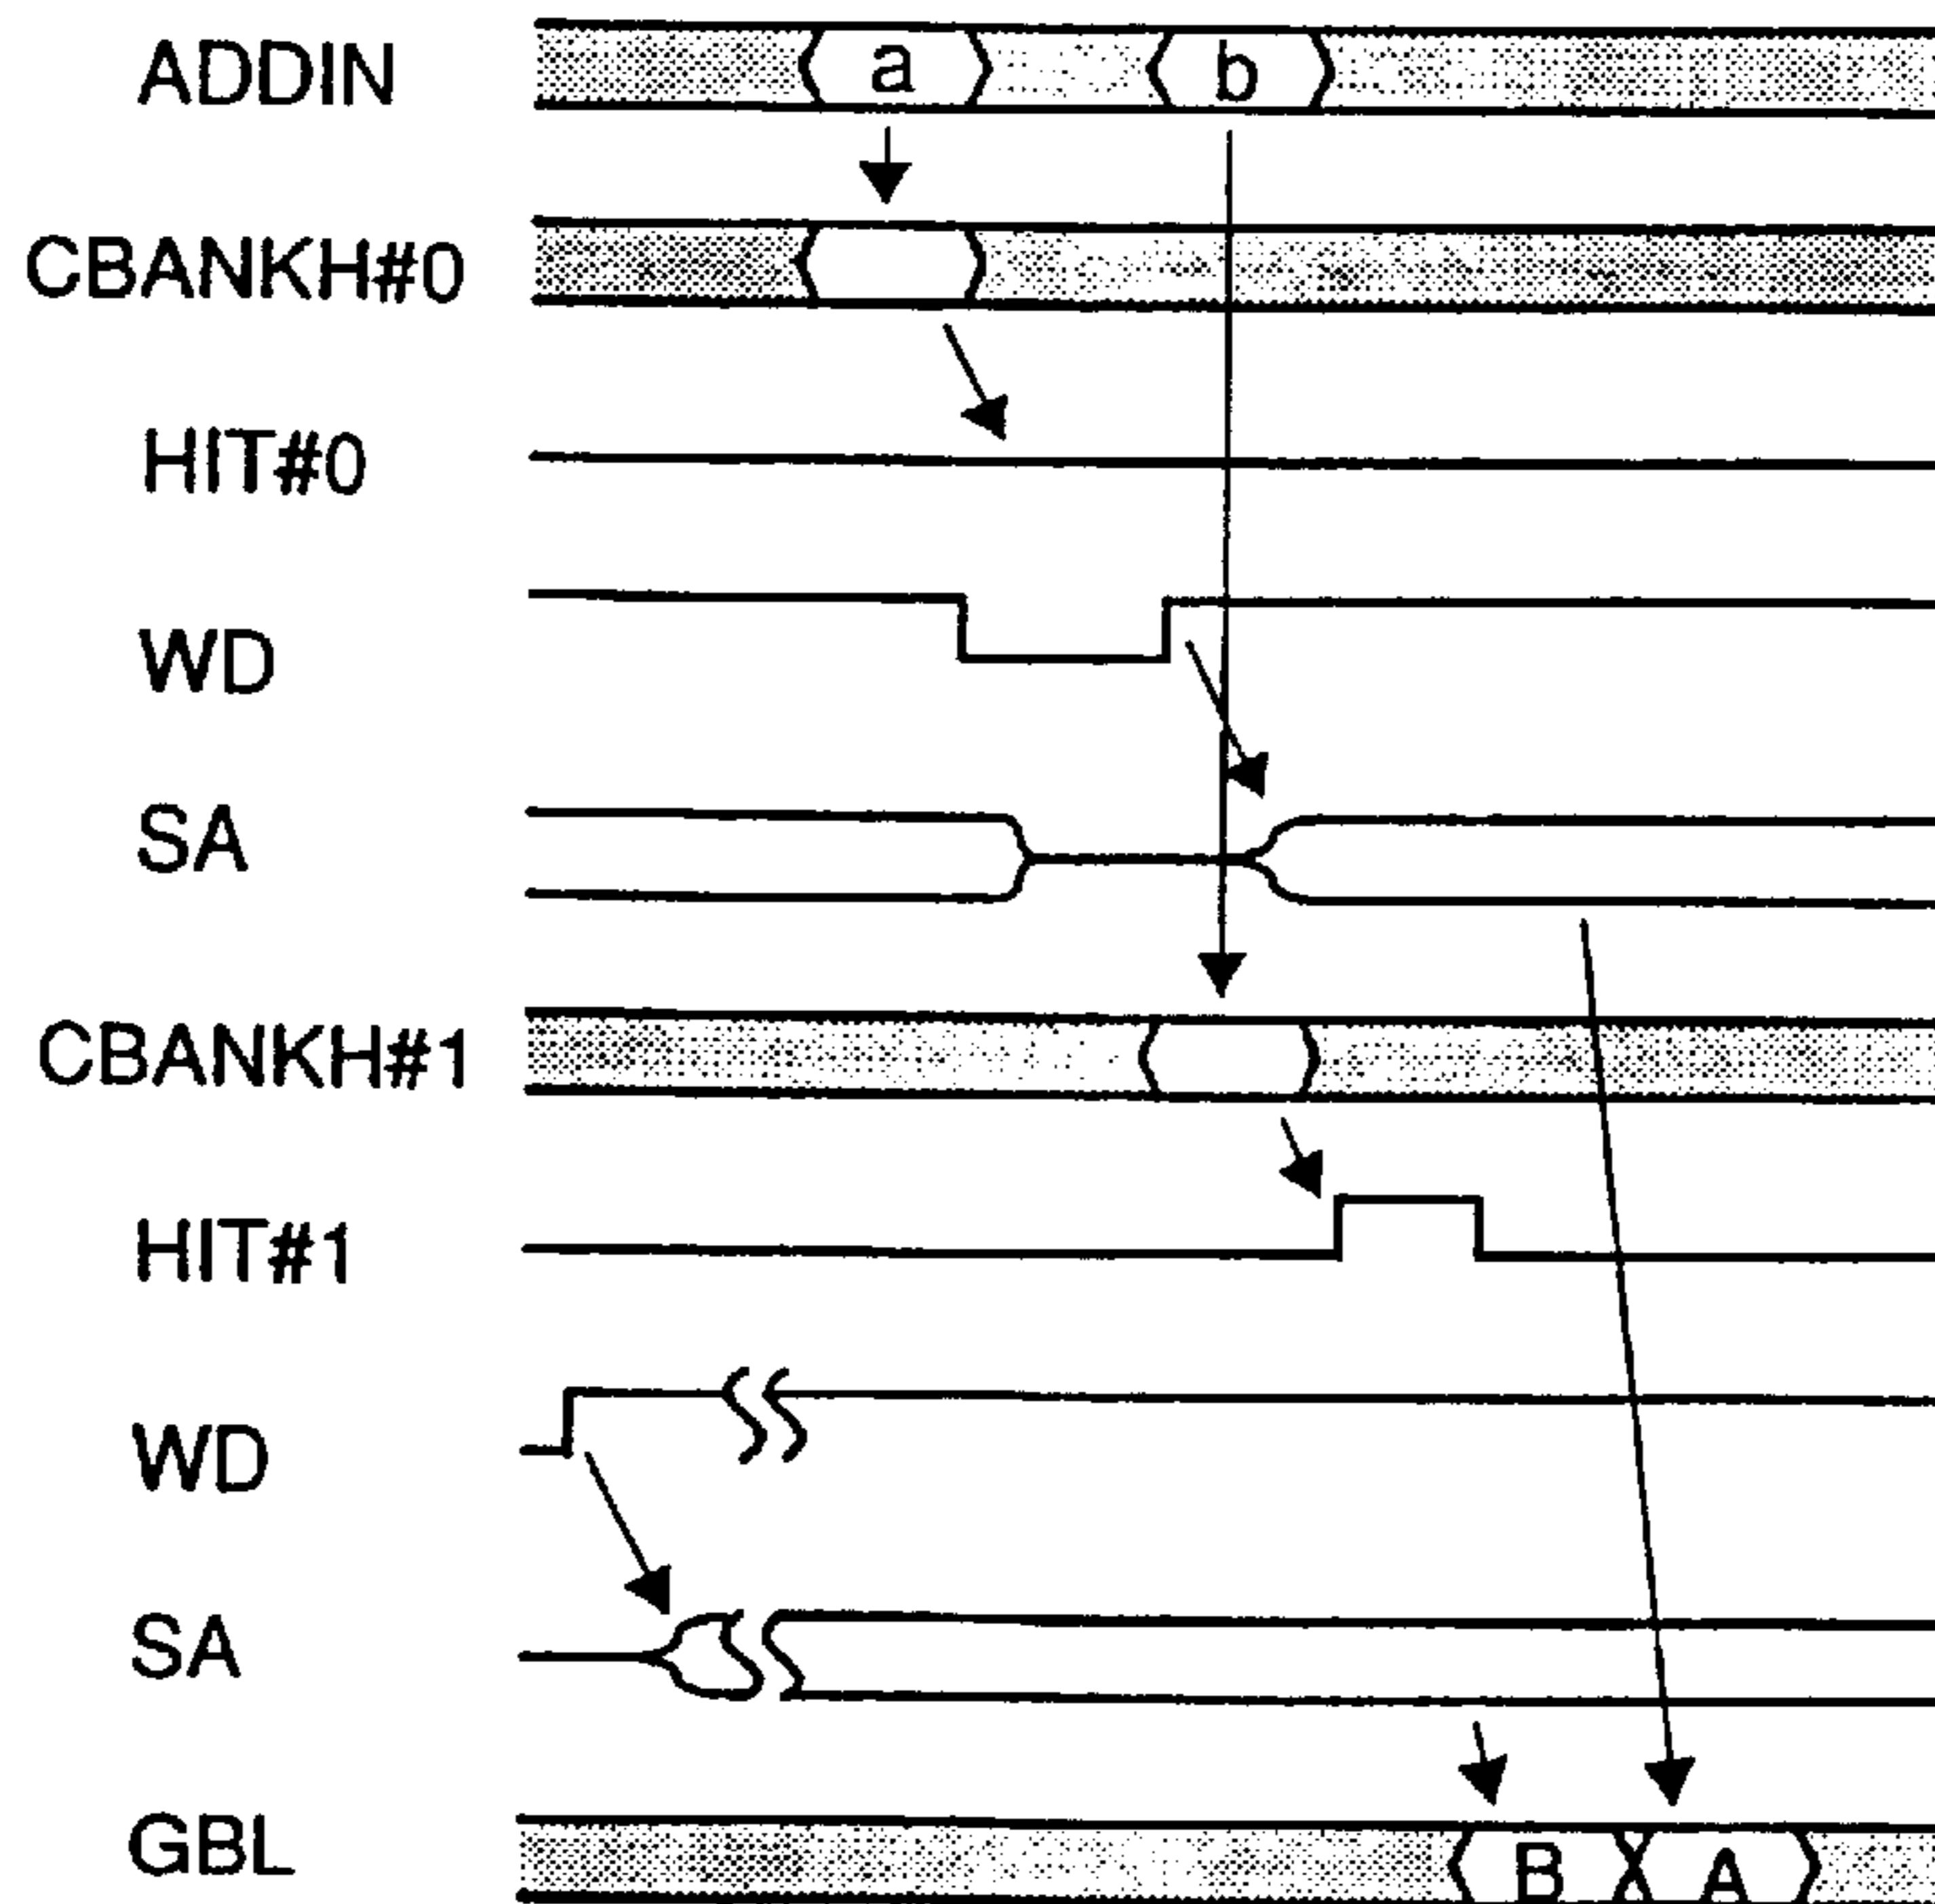 ADDIN a b
CBANKH#0
HIT#0
WD
SA
CBANKH#1
HIT#1
WD
SA
GBL B A